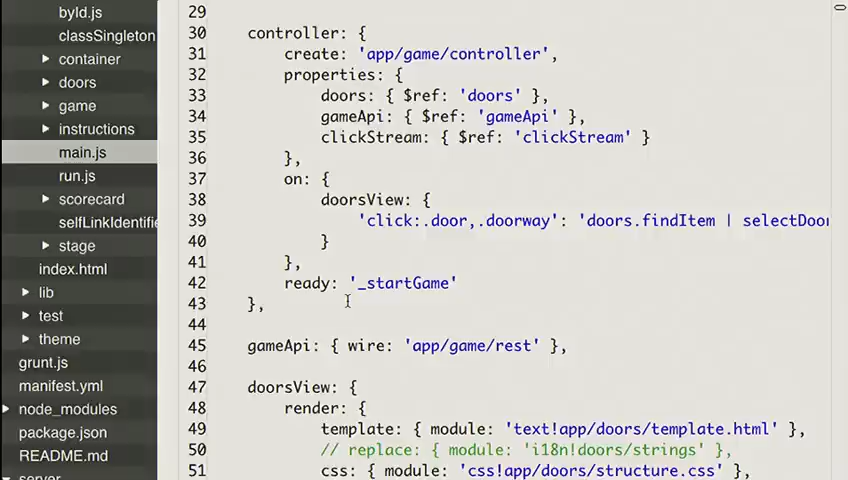 byId.js
classSingleton
container
doors
game
instructions
main.js
run.js
scorecard
selfLinkIdentifie
stage
index.html
lib
test
theme
grunt.js
manifest.yml
node_modules
package.json
README.md
server
29
30 controller: {
31 create: 'app/game/controller',
32 properties: {
33 doors: { $ref: 'doors' },
34 gameApi: { $ref: 'gameApi' },
35 clickStream: { $ref: 'clickStream' }
36 },
37 on: {
38 doorsView: {
39 'click:.door,.doorway': 'doors.findItem | selectDoor
40 }
41 },
42 ready: '_startGame'
43 },
44
45 gameApi: { wire: 'app/game/rest' },
46
47 doorsView: {
48 render: {
49 template: { module: 'text!app/doors/template.html' },
50 // replace: { module: 'i18n!doors/strings' },
51 css: { module: 'css!app/doors/structure.css' },